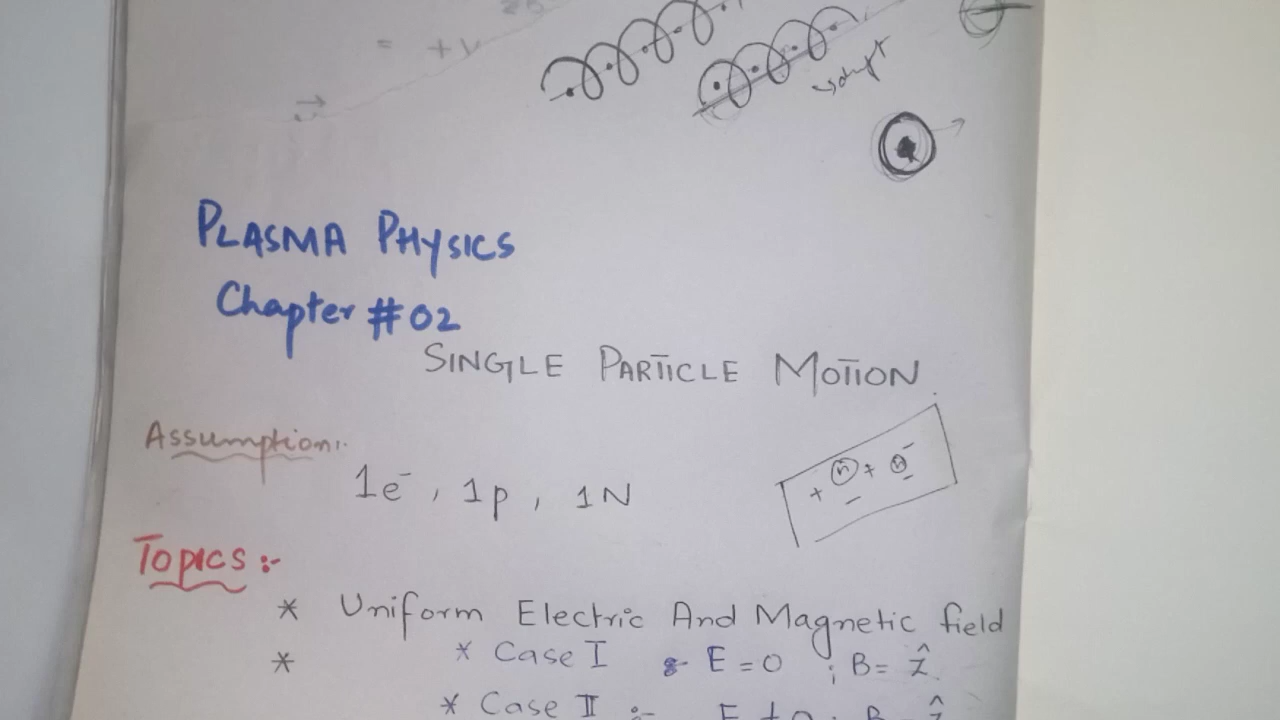 = +V
PLASMA PHYSICS
Chapter #02
SINGLE PARTICLE MOTION
Assumption:-
1e⁻, 1p, 1N
+ n + n -
- -
Topics :-
* Uniform Electric And Magnetic field
* * Case I :- E = 0 ; B = ẑ.
* Case II :- E ≠ 0 ; B = ẑ